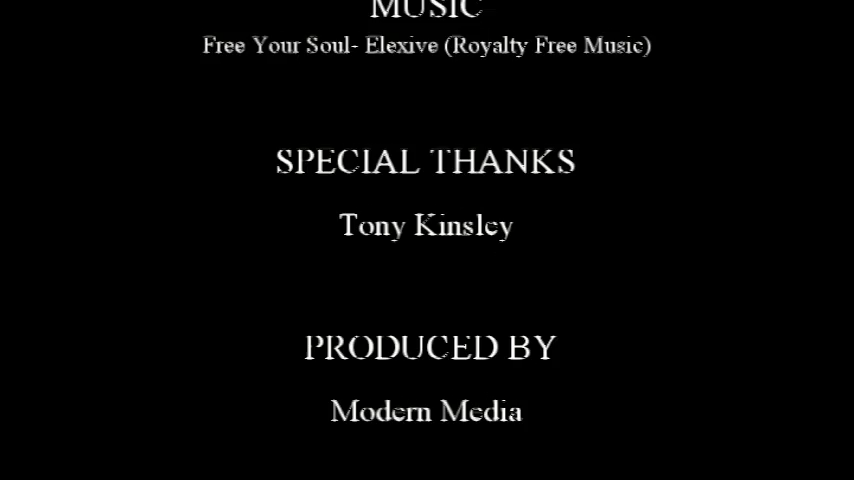 MUSIC
Free Your Soul- Elexive (Royalty Free Music)
SPECIAL THANKS
Tony Kinsley
PRODUCED BY
Modern Media